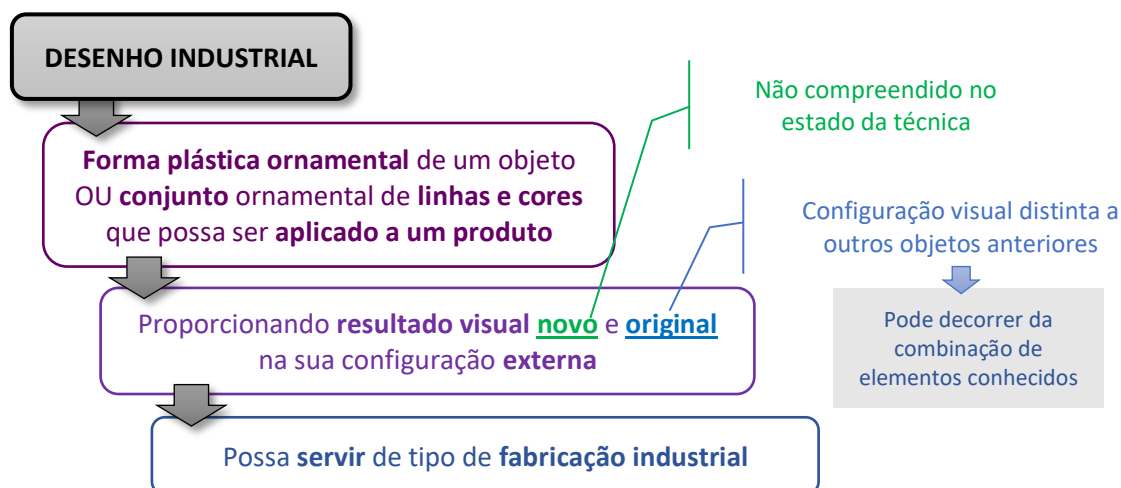 DESENHO INDUSTRIAL
Não compreendido no
estado da técnica
Forma plástica ornamental de um objeto
OU conjunto ornamental de linhas e cores
que possa ser aplicado a um produto
Configuração visual distinta a
outros objetos anteriores
Proporcionando resultado visual novo e original
na sua configuração externa
Pode decorrer da
combinação de
elementos conhecidos
Possa servir de tipo de fabricação industrial